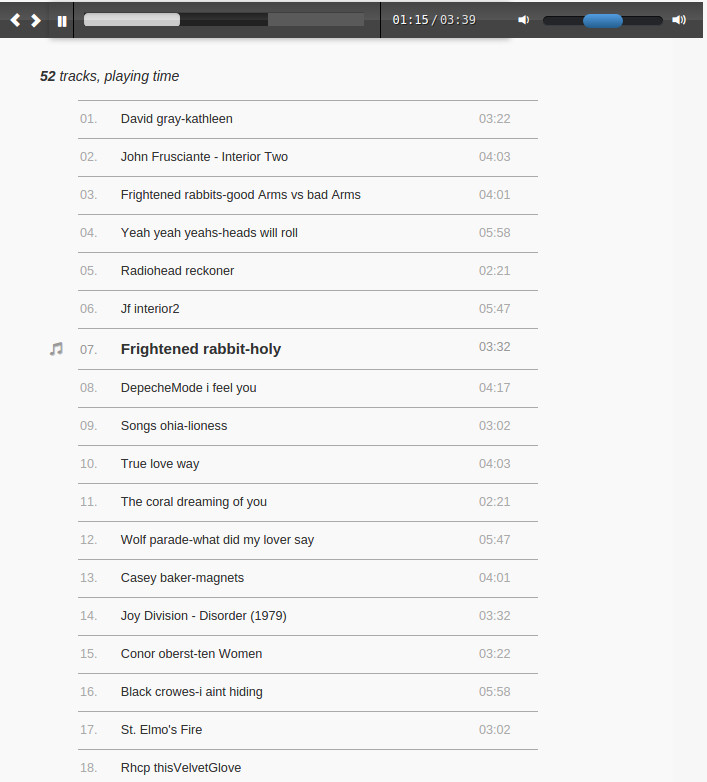 01:15/03:39
52 tracks, playing time
01. David gray-kathleen 03:22
02. John Frusciante - Interior Two 04:03
03. Frightened rabbits-good Arms vs bad Arms 04:01
04. Yeah yeah yeahs-heads will roll 05:58
05. Radiohead reckoner 02:21
06. Jf interior2 05:47
07. Frightened rabbit-holy 03:32
08. DepecheMode i feel you 04:17
09. Songs ohia-lioness 03:02
10. True love way 04:03
11. The coral dreaming of you 02:21
12. Wolf parade-what did my lover say 05:47
13. Casey baker-magnets 04:01
14. Joy Division - Disorder (1979) 03:32
15. Conor oberst-ten Women 03:22
16. Black crowes-i aint hiding 05:58
17. St. Elmo's Fire 03:02
18. Rhcp thisVelvetGlove